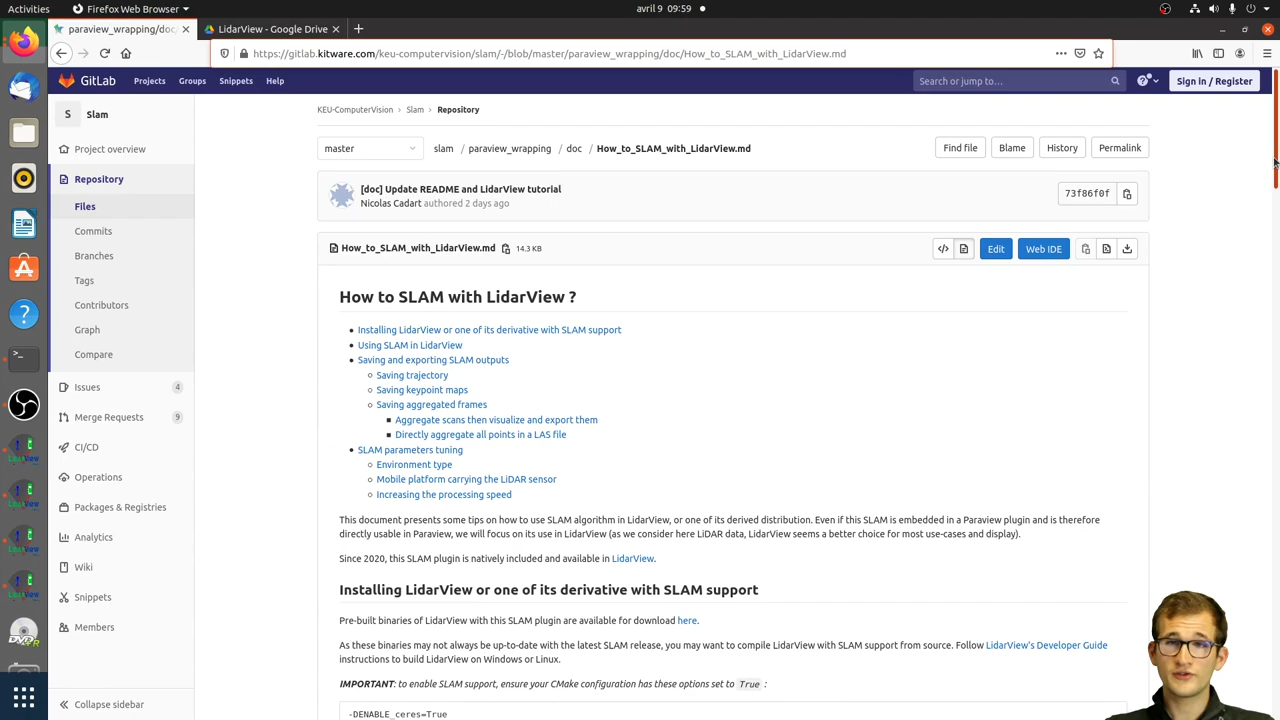 Activities
Firefox Web Browser
avril 9 09:59
paraview_wrapping/doc/
LidarView - Google Drive
https://gitlab.kitware.com/keu-computervision/slam/-/blob/master/paraview_wrapping/doc/How_to_SLAM_with_LidarView.md
GitLab
Projects
Groups
Snippets
Help
Search or jump to…
Sign in / Register
S
Slam
Project overview
Repository
Files
Commits
Branches
Tags
Contributors
Graph
Compare
Issues 4
Merge Requests 9
CI/CD
Operations
Packages & Registries
Analytics
Wiki
Snippets
Members
Collapse sidebar
KEU-ComputerVision > Slam > Repository
master
slam / paraview_wrapping / doc / How_to_SLAM_with_LidarView.md
Find file
Blame
History
Permalink
[doc] Update README and LidarView tutorial
Nicolas Cadart authored 2 days ago
73f86f0f
How_to_SLAM_with_LidarView.md 14.3 KB
Edit
Web IDE
How to SLAM with LidarView ?
Installing LidarView or one of its derivative with SLAM support
Using SLAM in LidarView
Saving and exporting SLAM outputs
Saving trajectory
Saving keypoint maps
Saving aggregated frames
Aggregate scans then visualize and export them
Directly aggregate all points in a LAS file
SLAM parameters tuning
Environment type
Mobile platform carrying the LiDAR sensor
Increasing the processing speed
This document presents some tips on how to use SLAM algorithm in LidarView, or one of its derived distribution. Even if this SLAM is embedded in a Paraview plugin and is therefore
directly usable in Paraview, we will focus on its use in LidarView (as we consider here LiDAR data, LidarView seems a better choice for most use-cases and display).
Since 2020, this SLAM plugin is natively included and available in LidarView.
Installing LidarView or one of its derivative with SLAM support
Pre-built binaries of LidarView with this SLAM plugin are available for download here.
As these binaries may not always be up-to-date with the latest SLAM release, you may want to compile LidarView with SLAM support from source. Follow LidarView's Developer Guide
instructions to build LidarView on Windows or Linux.
IMPORTANT: to enable SLAM support, ensure your CMake configuration has these options set to True :
-DENABLE_ceres=True